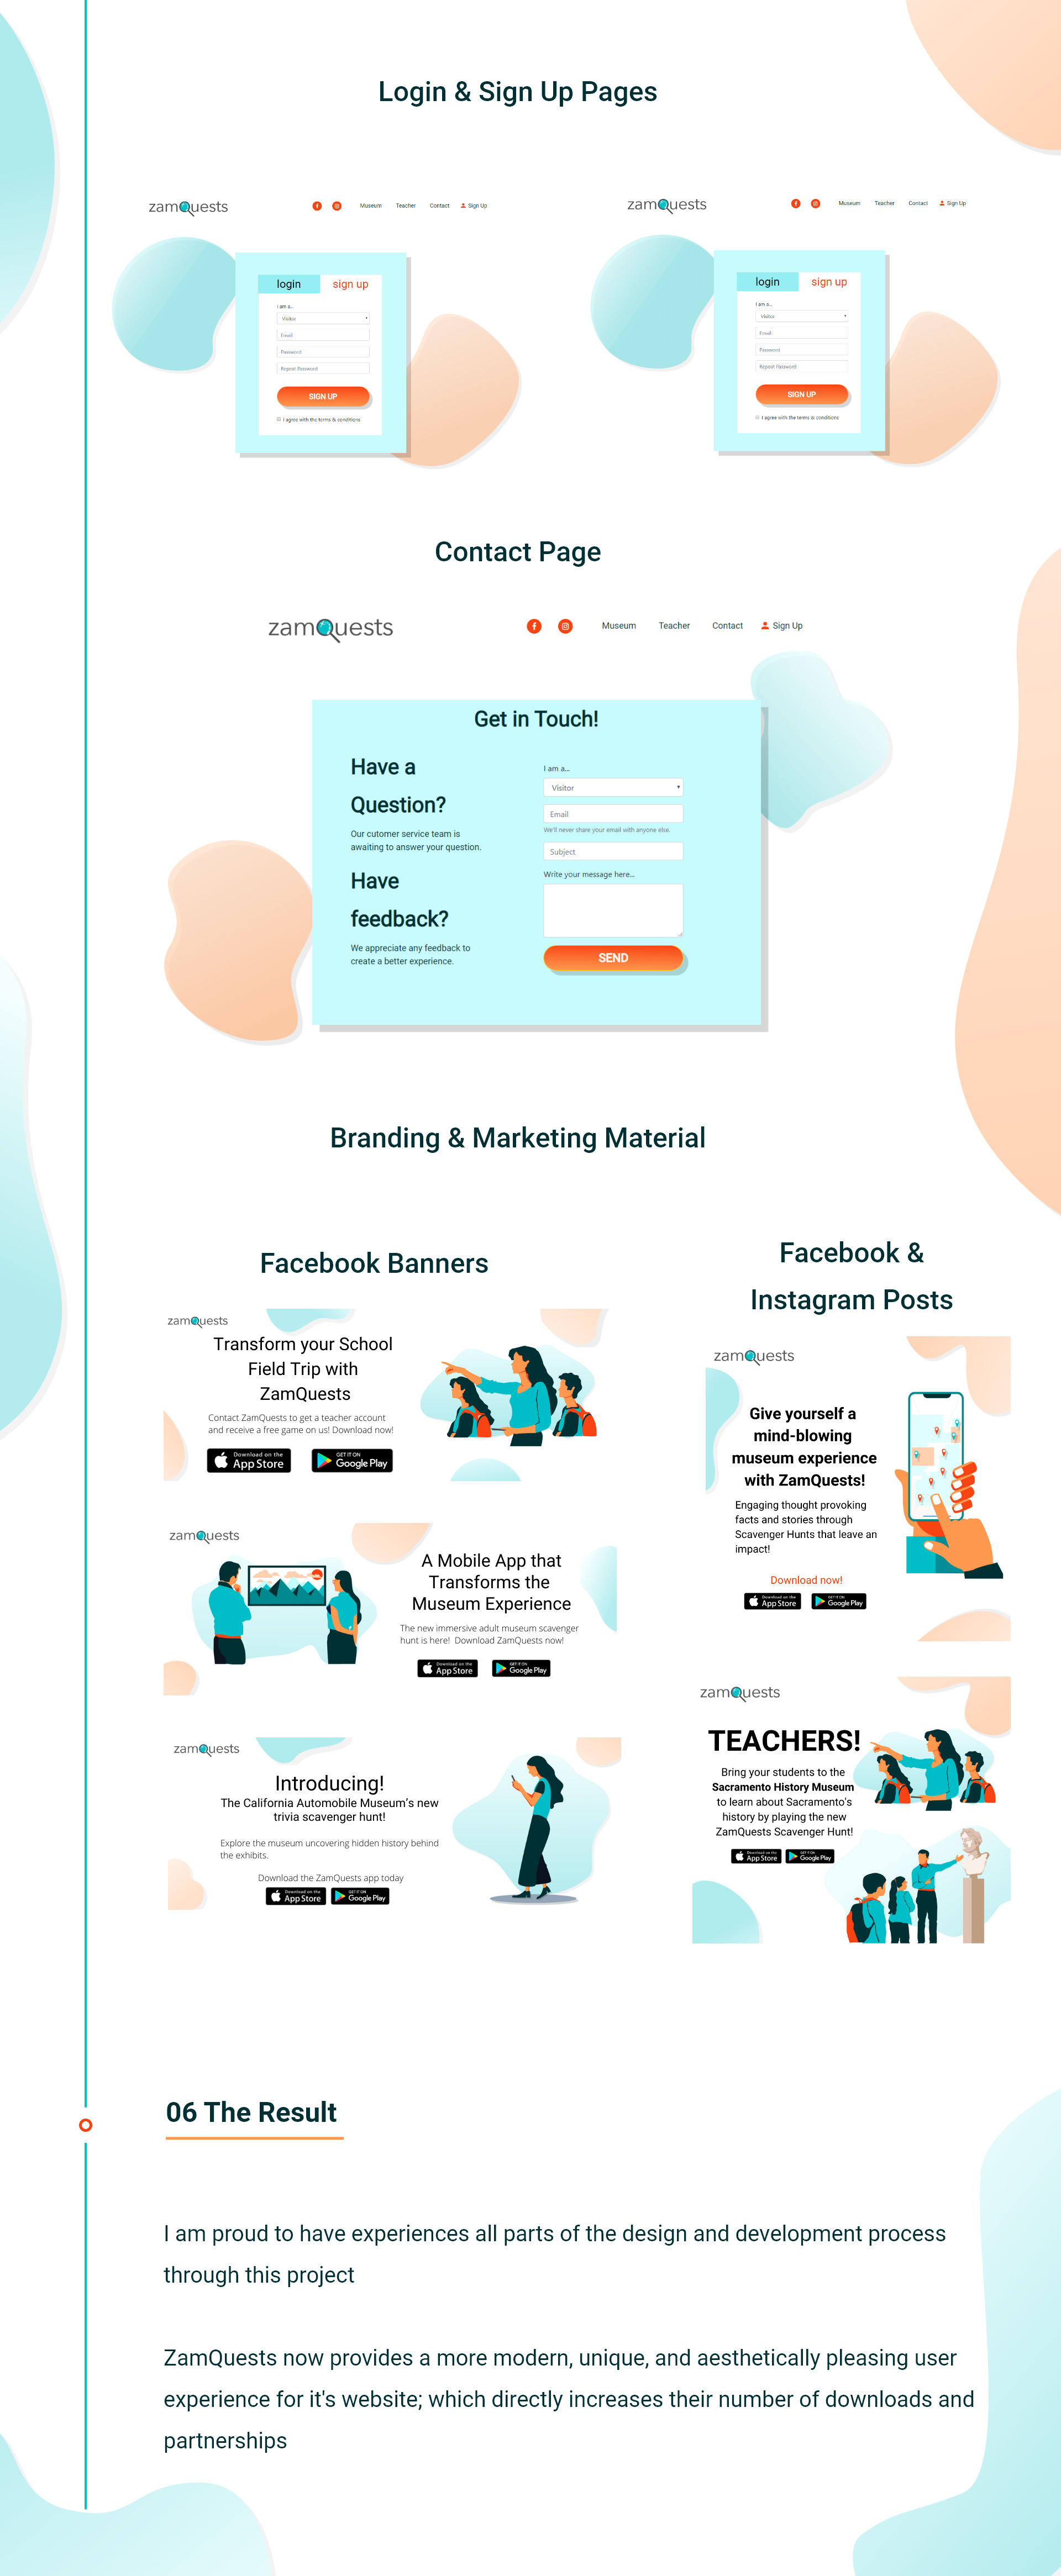 Login & Sign Up Pages
zamQuests
Museum
Teacher
Contact
Sign Up
login
sign up
I am a...
Visitor
Email
Password
Repeat Password
SIGN UP
I agree with the terms & conditions
zamQuests
Museum
Teacher
Contact
Sign Up
login
sign up
I am a...
Visitor
Email
Password
Repeat Password
SIGN UP
I agree with the terms & conditions
Contact Page
zamQuests
Museum
Teacher
Contact
Sign Up
Get in Touch!
Have a
Question?
Our cutomer service team is
awaiting to answer your question.
Have
feedback?
We appreciate any feedback to
create a better experience.
I am a...
Visitor
Email
We'll never share your email with anyone else.
Subject
Write your message here...
SEND
Branding & Marketing Material
Facebook Banners
zamQuests
Transform your School
Field Trip with
ZamQuests
Contact ZamQuests to get a teacher account
and receive a free game on us! Download now!
Download on the
App Store
GET IT ON
Google Play
zamQuests
A Mobile App that
Transforms the
Museum Experience
The new immersive adult museum scavenger
hunt is here! Download ZamQuests now!
Download on the
App Store
GET IT ON
Google Play
zamQuests
Introducing!
The California Automobile Museum's new
trivia scavenger hunt!
Explore the museum uncovering hidden history behind
the exhibits.
Download the ZamQuests app today
Download on the
App Store
GET IT ON
Google Play
Facebook &
Instagram Posts
zamQuests
Give yourself a
mind-blowing
museum experience
with ZamQuests!
Engaging thought provoking
facts and stories through
Scavenger Hunts that leave an
impact!
Download now!
Download on the
App Store
GET IT ON
Google Play
zamQuests
TEACHERS!
Bring your students to the
Sacramento History Museum
to learn about Sacramento's
history by playing the new
ZamQuests Scavenger Hunt!
Download on the
App Store
GET IT ON
Google Play
06 The Result
I am proud to have experiences all parts of the design and development process
through this project
ZamQuests now provides a more modern, unique, and aesthetically pleasing user
experience for it's website; which directly increases their number of downloads and
partnerships